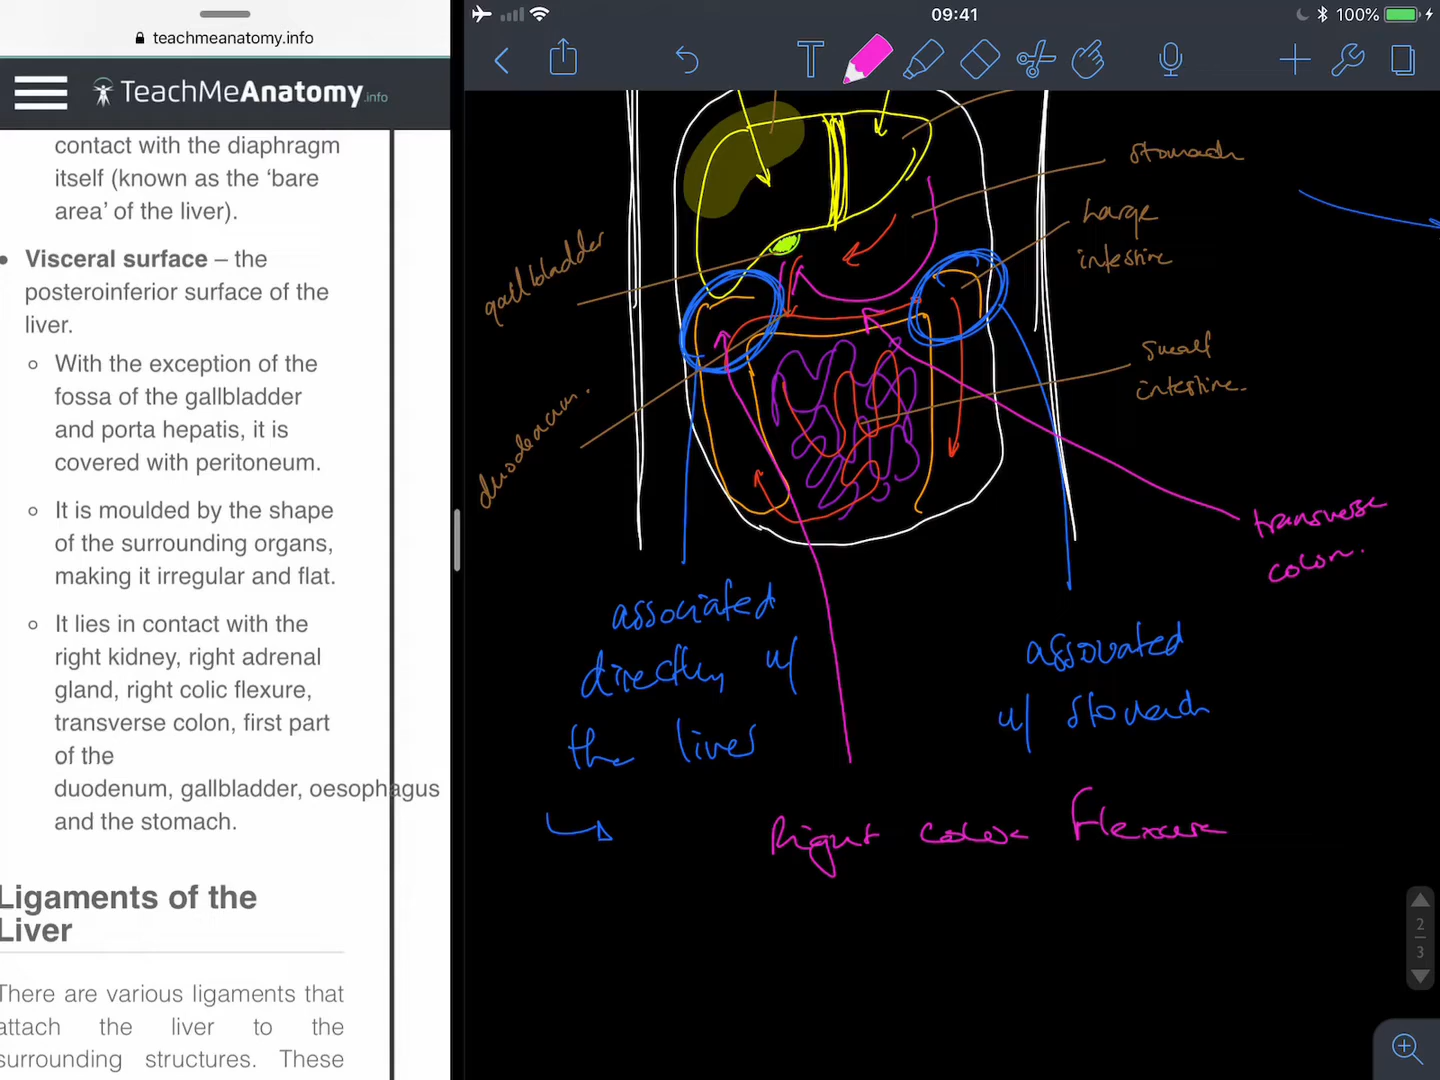 teachmeanatomy.info
TeachMeAnatomy.info
contact with the diaphragm
itself (known as the ‘bare
area’ of the liver).
Visceral surface – the
posteroinferior surface of the
liver.
With the exception of the
fossa of the gallbladder
and porta hepatis, it is
covered with peritoneum.
It is moulded by the shape
of the surrounding organs,
making it irregular and flat.
It lies in contact with the
right kidney, right adrenal
gland, right colic flexure,
transverse colon, first part
of the
duodenum, gallbladder, oesophagus
and the stomach.
Ligaments of the
Liver
There are various ligaments that
attach the liver to the
surrounding structures. These
09:41
100%
T
stomach
Large
intestine
gallbladder
small
intestine.
duodenum.
transverse
colon.
associated
directly w/
the liver
associated
w/ stomach
Right colic Flexure
2
3